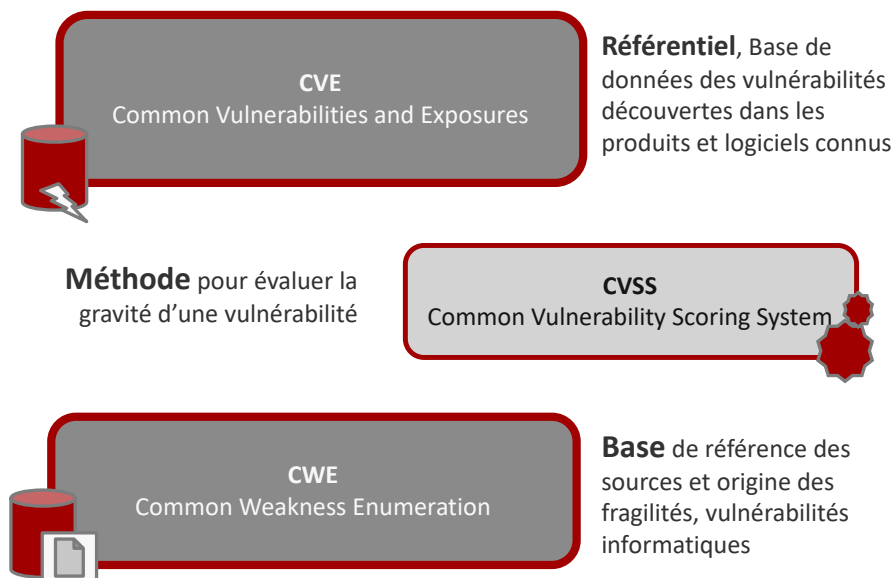 CVE
Common Vulnerabilities and Exposures
Référentiel, Base de
données des vulnérabilités
découvertes dans les
produits et logiciels connus
Méthode pour évaluer la
gravité d’une vulnérabilité
CVSS
Common Vulnerability Scoring System
CWE
Common Weakness Enumeration
Base de référence des
sources et origine des
fragilités, vulnérabilités
informatiques